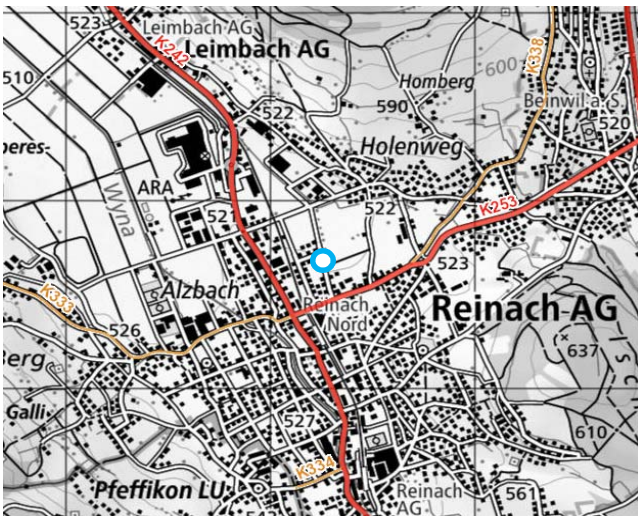 523
Leimbach AG
K242
Leimbach AG
K338
600
510
Homberg
590
Beinwil a. S.
522
520
Holenweg
beres-
ARA
Wyna
521
522
K253
523
Alzbach
K333
Reinach
Nord
Reinach AG
526
637
Berg
Galli
527
610
K334
Pfeffikon LU
Reinach
AG
561